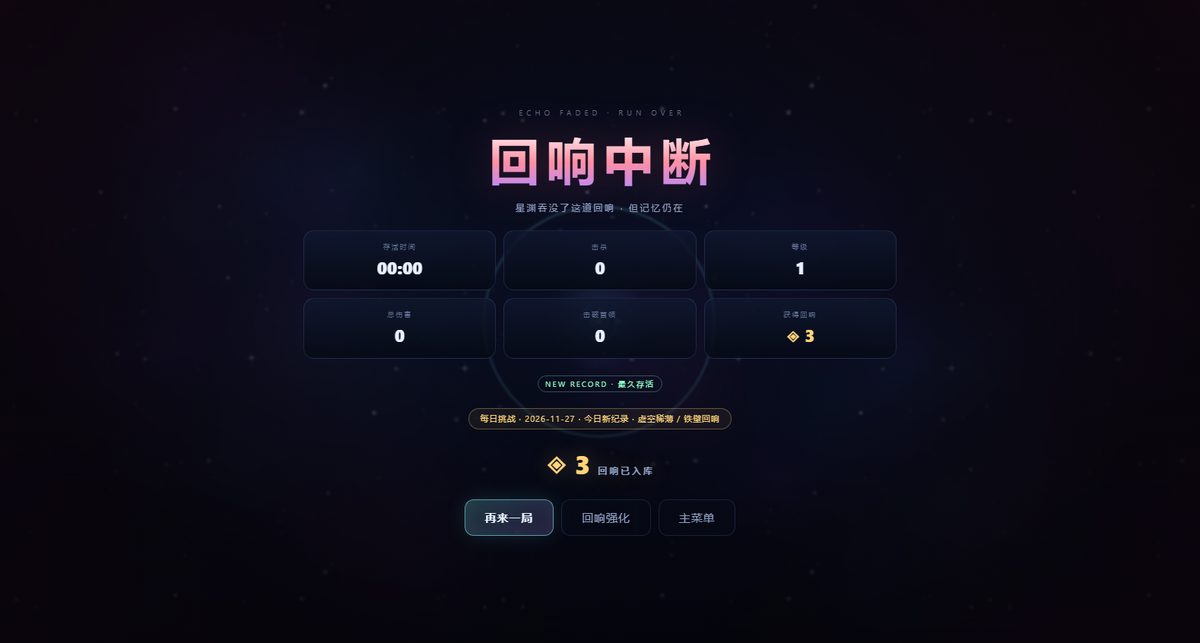 ECHO FADED · RUN OVER
回响中断
星渊吞没了这道回响 · 但记忆仍在
存活时间
00:00
击杀
0
等级
1
总伤害
0
击破首领
0
获得回响
◈ 3
NEW RECORD · 最久存活
每日挑战 · 2026-11-27 · 今日新纪录 · 虚空稀薄 / 铁壁回响
◈ 3 回响已入库
再来一局
回响强化
主菜单